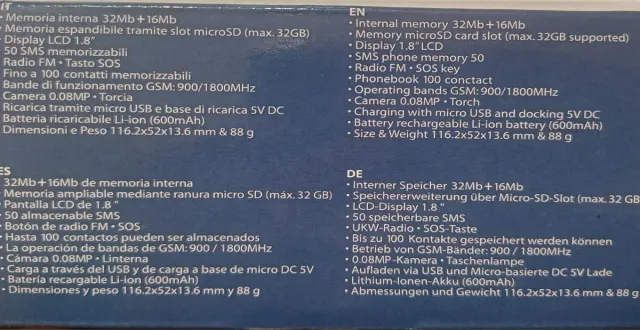 IT
• Memoria interna 32Mb+16Mb
• Memoria espandibile tramite slot microSD (max. 32GB)
• Display LCD 1.8”
50 SMS memorizzabili
Radio FM • Tasto SOS
Fino a 100 contatti memorizzabili
Bande di funzionamento GSM: 900/1800MHz
Camera 0.08MP • Torcia
Ricarica tramite micro USB e base di ricarica 5V DC
Batteria ricaricabile Li-ion (600mAh)
Dimensioni e Peso 116.2x52x13.6 mm & 88 g
EN
• Internal memory 32Mb+16Mb
• Memory microSD card slot (max. 32GB supported)
• Display 1.8” LCD
• SMS phone memory 50
• Radio FM • SOS key
• Phonebook 100 conctact
• Operating bands GSM: 900/1800MHz
• Camera 0.08MP • Torch
• Charging with micro USB and docking 5V DC
• Battery rechargeable Li-ion battery (600mAh)
• Size & Weight 116.2x52x13.6 mm & 88 g
ES
32Mb+16Mb de memoria interna
• Memoria ampliable mediante ranura micro SD (máx. 32 GB)
• Pantalla LCD de 1.8 "
• 50 almacenable SMS
• Botón de radio FM • SOS
• Hasta 100 contactos pueden ser almacenados
• La operación de bandas de GSM: 900 / 1800MHz
• Cámara 0.08MP • Linterna
• Carga a través del USB y de carga a base de micro DC 5V
• Batería recargable Li-ion (600mAh)
• Dimensiones y peso 116.2x52x13.6 mm y 88 g
DE
• Interner Speicher 32Mb+16Mb
• Speichererweiterung über Micro-SD-Slot (max. 32 GB
• LCD-Display 1.8 "
• 50 speicherbare SMS
• UKW-Radio • SOS-Taste
• Bis zu 100 Kontakte gespeichert werden können
• Betrieb von GSM-Bänder: 900 / 1800MHz
• 0.08MP-Kamera • Taschenlampe
• Aufladen via USB und Micro-basierte DC 5V Lade
• Lithium-Ionen-Akku (600mAh)
• Abmessungen und Gewicht 116.2x52x13.6 mm & 88 g